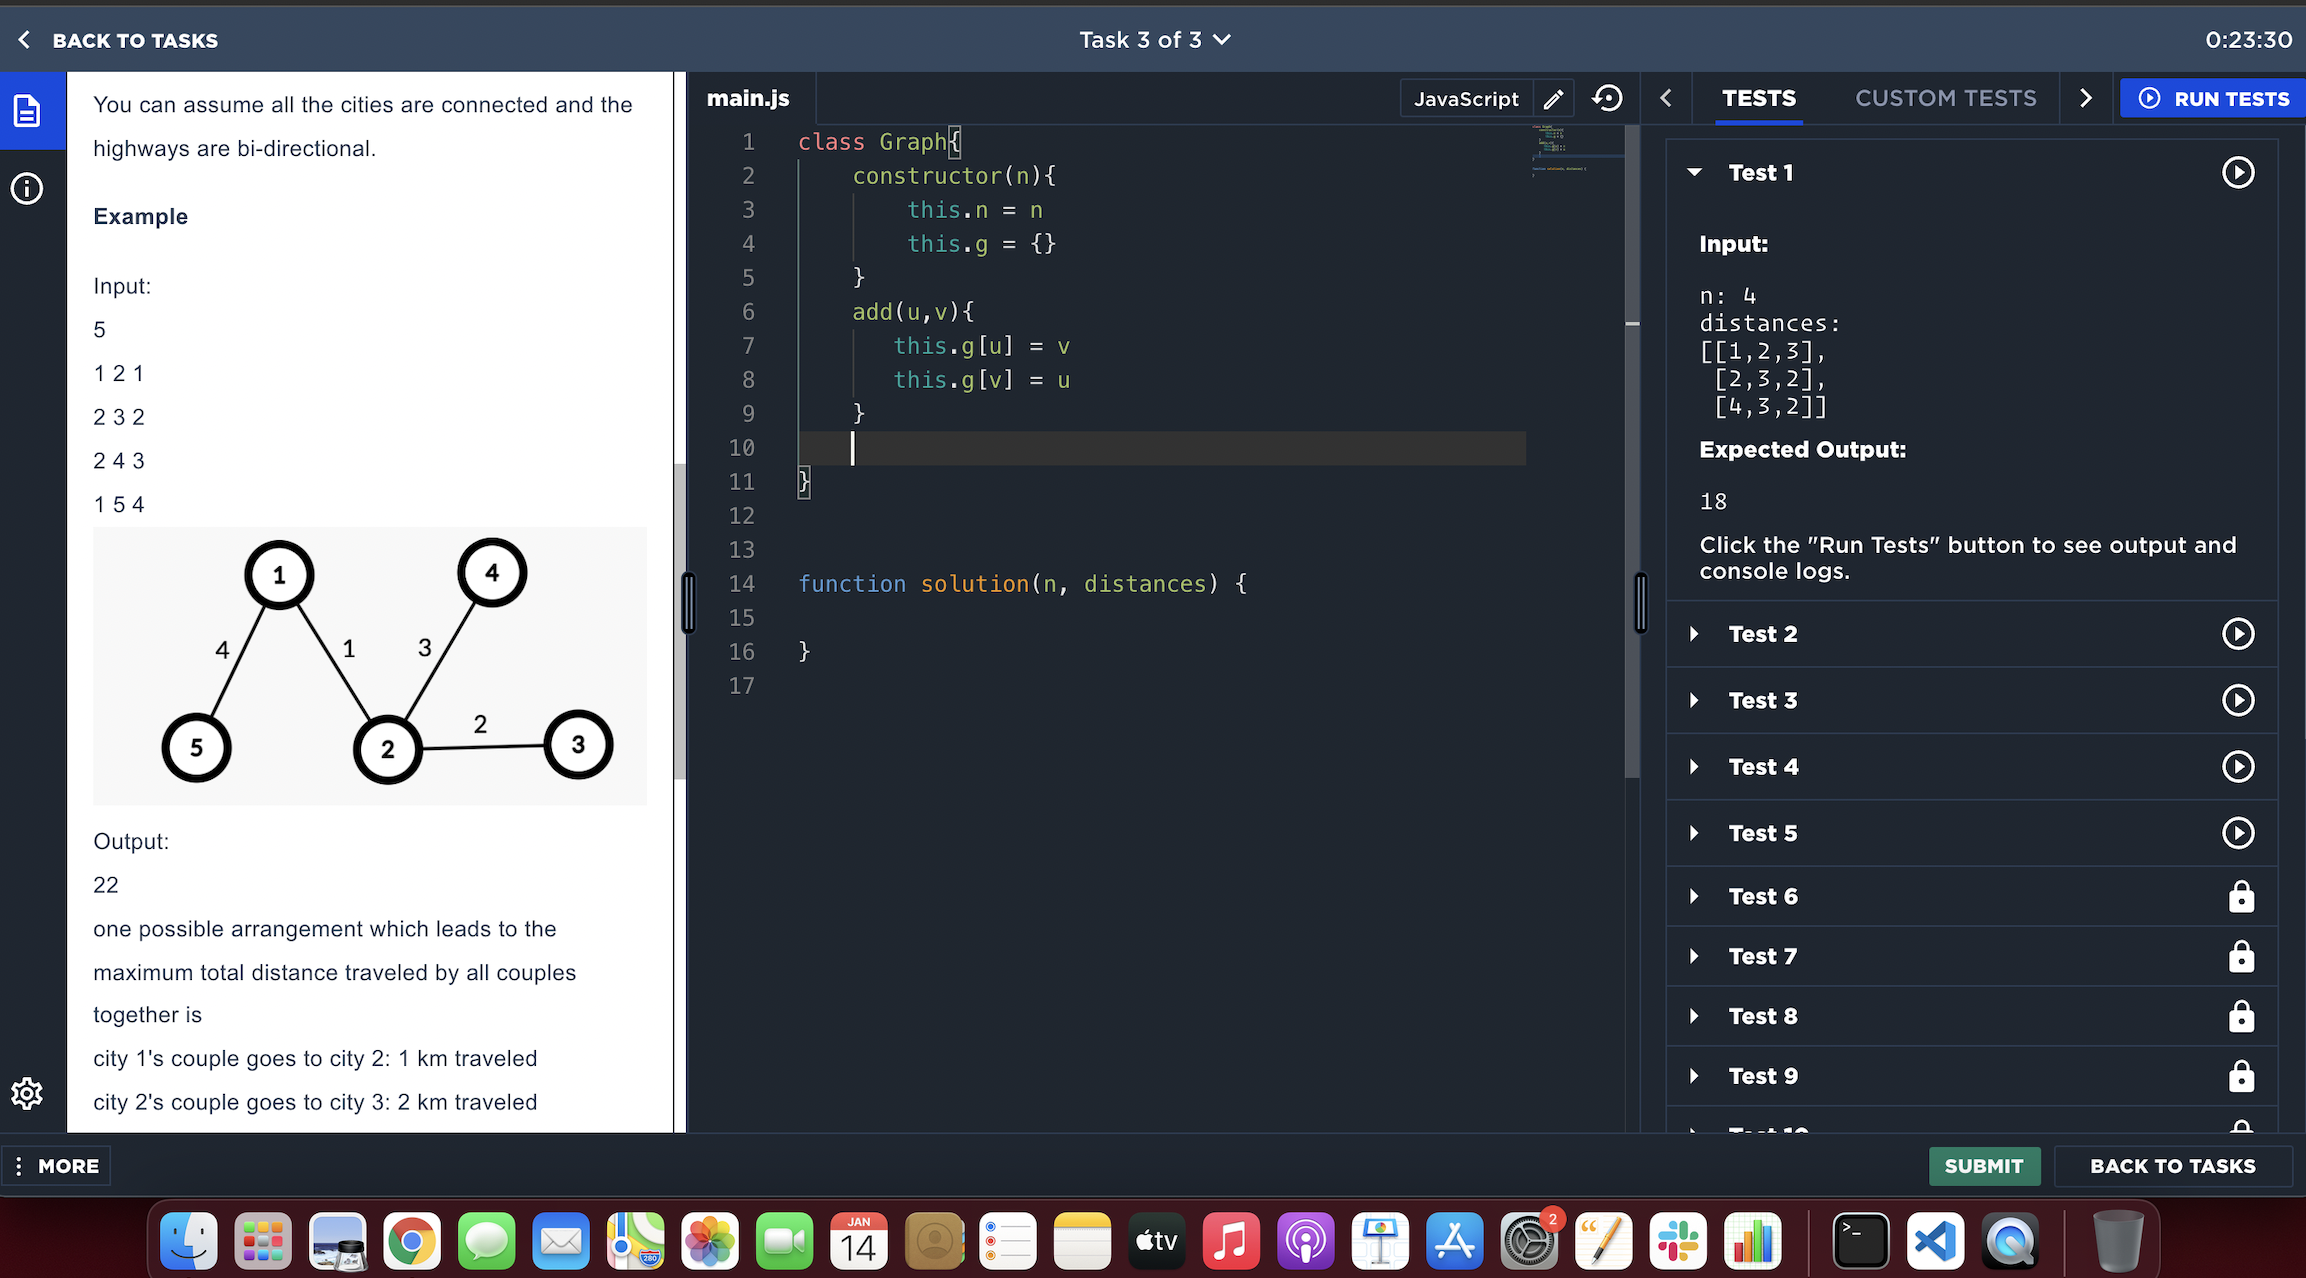 BACK TO TASKS
Task 3 of 3
0:23:30
You can assume all the cities are connected and the
highways are bi-directional.
Example
Input:
5
1 2 1
2 3 2
2 4 3
1 5 4
1
4
4
1
3
2
5
2
3
Output:
22
one possible arrangement which leads to the
maximum total distance traveled by all couples
together is
city 1's couple goes to city 2: 1 km traveled
city 2's couple goes to city 3: 2 km traveled
main.js
JavaScript
1 class Graph{
2 constructor(n){
3 this.n = n
4 this.g = {}
5 }
6 add(u,v){
7 this.g[u] = v
8 this.g[v] = u
9 }
10
11 }
12
13
14 function solution(n, distances) {
15
16 }
17
TESTS
CUSTOM TESTS
RUN TESTS
Test 1
Input:
n: 4
distances:
[[1,2,3],
[2,3,2],
[4,3,2]]
Expected Output:
18
Click the "Run Tests" button to see output and
console logs.
Test 2
Test 3
Test 4
Test 5
Test 6
Test 7
Test 8
Test 9
Test 10
MORE
SUBMIT
BACK TO TASKS
280
JAN
14
tv
2
>_